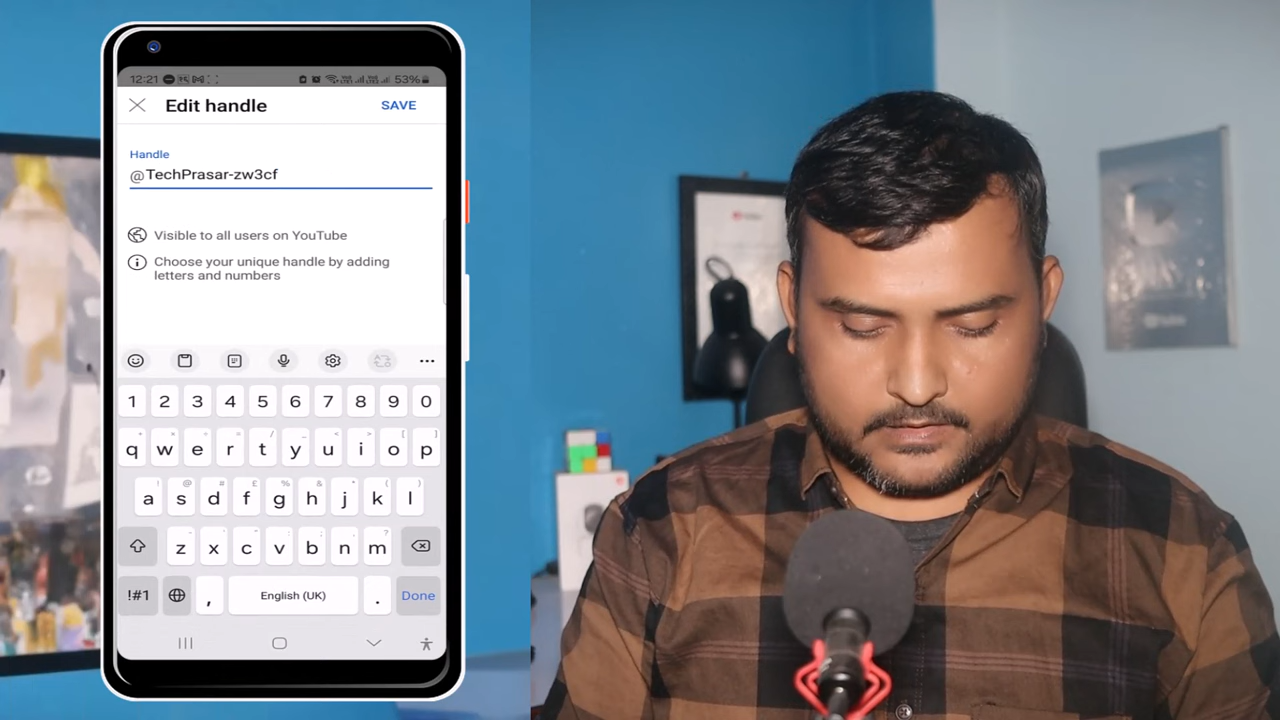 12:21
53%
Edit handle
SAVE
Handle
@TechPrasar-zw3cf
Visible to all users on YouTube
Choose your unique handle by adding
letters and numbers
1 2 3 4 5 6 7 8 9 0
q w e r t y u i o p
a s d f g h j k l
z x c v b n m
!#1 , English (UK) . Done